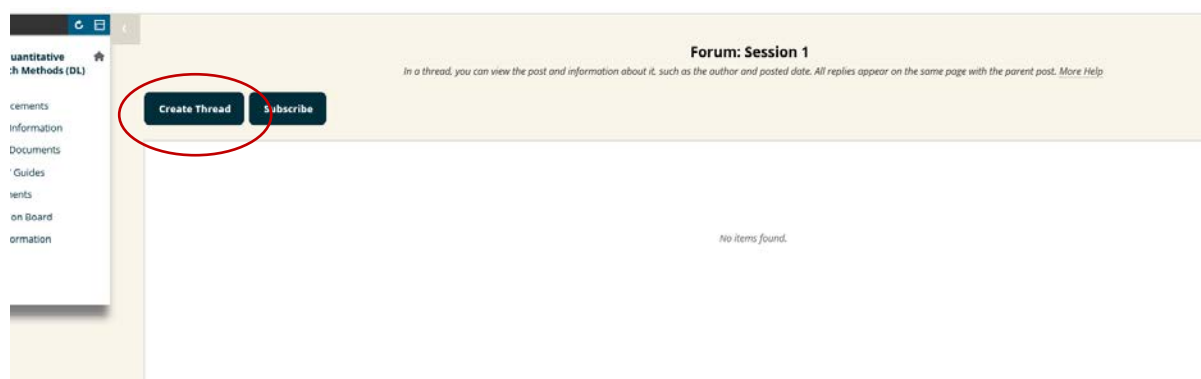 uantitative
:h Methods (DL)
cements
Information
Documents
Guides
ents
on Board
ormation
Forum: Session 1
In a thread, you can view the post and information about it, such as the author and posted date. All replies appear on the same page with the parent post. More Help
Create Thread
Subscribe
No items found.